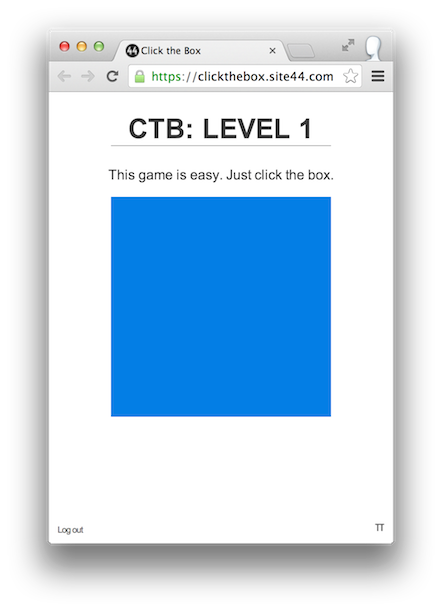 44 Click the Box
https://clickthebox.site44.com
CTB: LEVEL 1
This game is easy. Just click the box.
Log out
TT